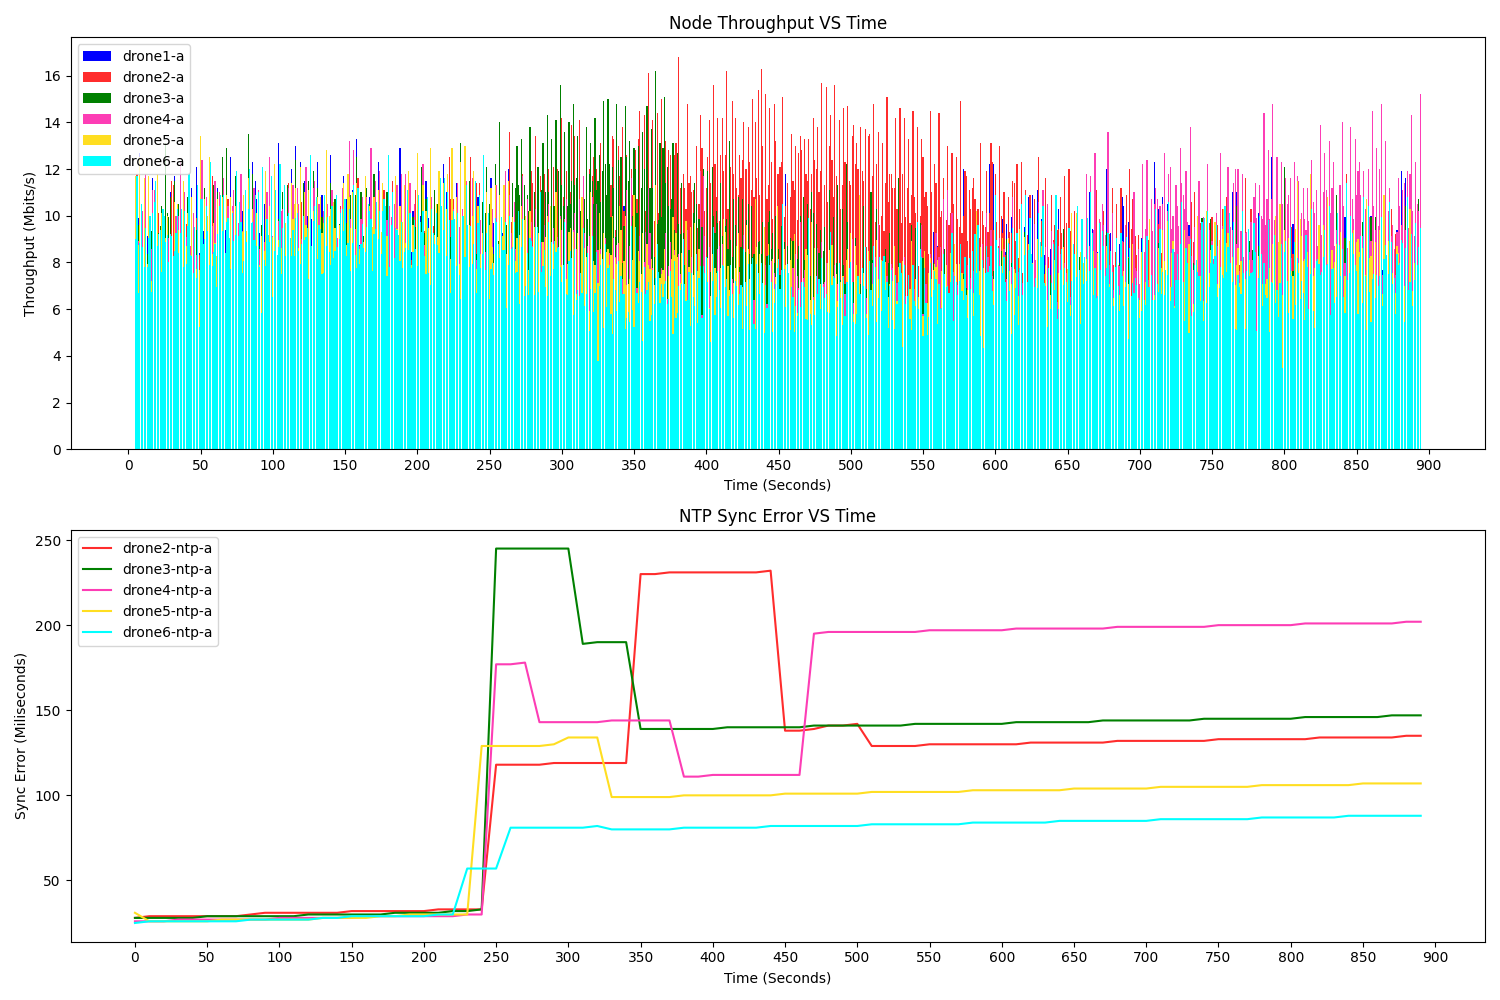 Node Throughput VS Time
drone1-a
drone2-a
drone3-a
drone4-a
drone5-a
drone6-a
Throughput (Mbits/s)
16
14
12
10
8
6
4
2
0
0 50 100 150 200 250 300 350 400 450 500 550 600 650 700 750 800 850 900
Time (Seconds)
NTP Sync Error VS Time
drone2-ntp-a
drone3-ntp-a
drone4-ntp-a
drone5-ntp-a
drone6-ntp-a
Sync Error (Miliseconds)
250
200
150
100
50
0 50 100 150 200 250 300 350 400 450 500 550 600 650 700 750 800 850 900
Time (Seconds)